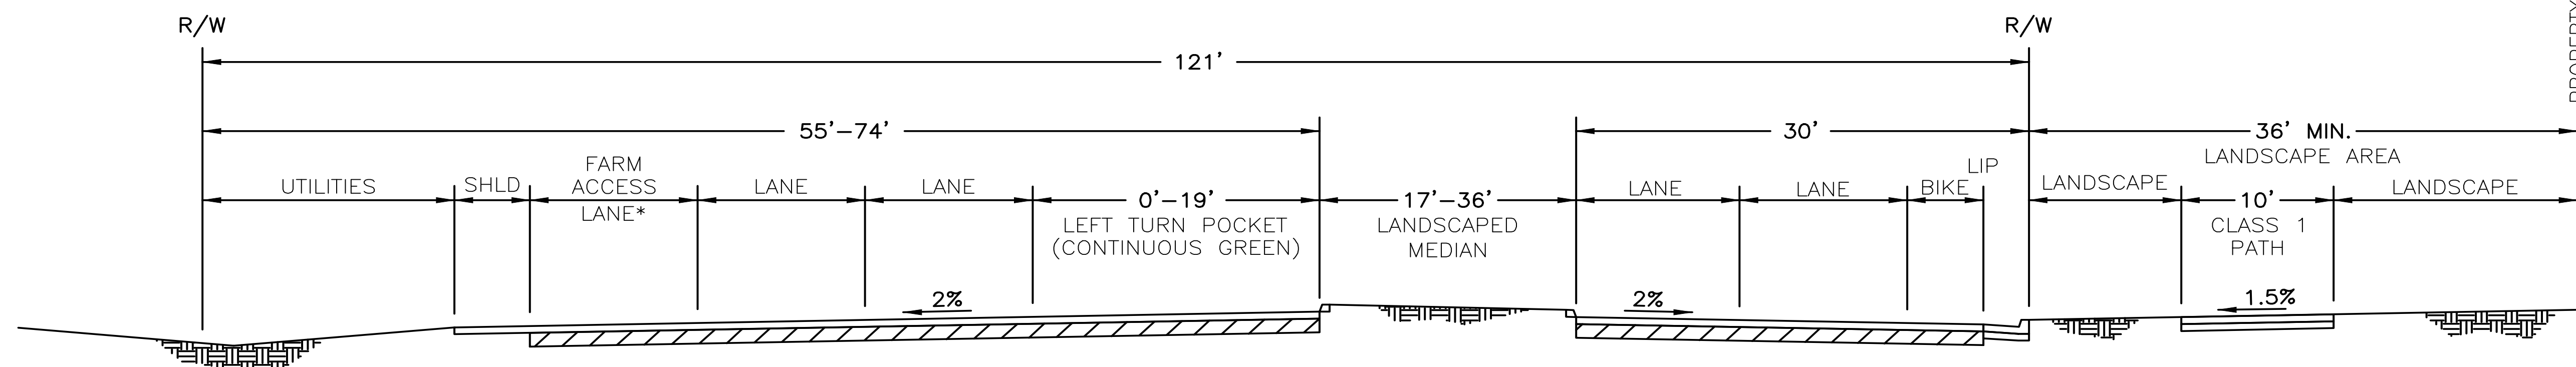 R/W
R/W
PROPERTY
121'
55'-74'
30'
36' MIN.
LANDSCAPE AREA
UTILITIES
SHLD
FARM
ACCESS
LANE*
LANE
LANE
0'-19'
LEFT TURN POCKET
(CONTINUOUS GREEN)
17'-36'
LANDSCAPED
MEDIAN
LANE
LANE
BIKE
LIP
LANDSCAPE
10'
CLASS 1
PATH
LANDSCAPE
2%
2%
1.5%